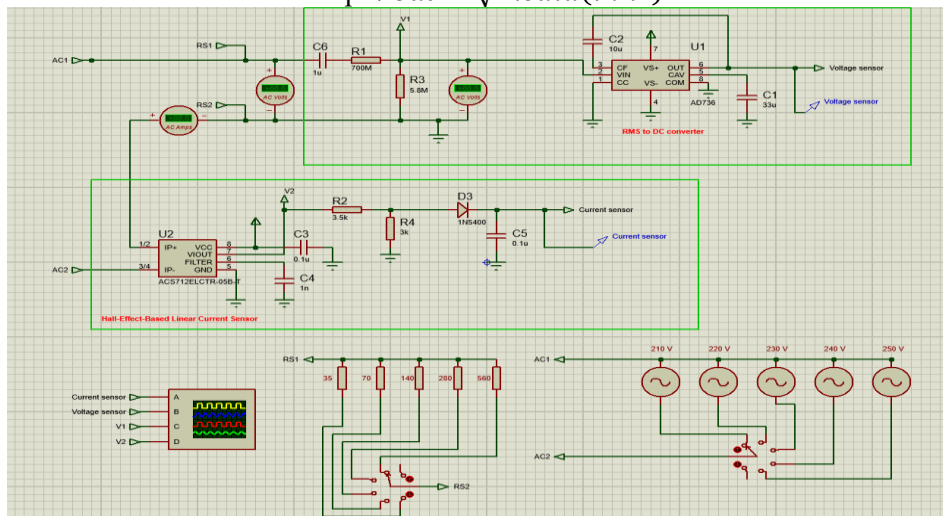 V1
RS1
AC1
C6
1u
R1
700M
R3
5.8M
+
AC Volts
-
+
AC Volts
-
RS2
+
AC Amps
-
C2
10u
U1
7
3
2
1
CF
VIN
CC
VS+
VS-
OUT
CAV
COM
6
5
8
4
AD736
C1
33u
Voltage sensor
Voltage sensor
RMS to DC converter
V2
R2
3.5k
R4
3k
D3
1N5400
C5
0.1u
Current sensor
Current sensor
U2
1/2
IP+
3/4
IP-
VCC
VIOUT
FILTER
GND
8
7
6
5
ACS712ELCTR-05B-T
C3
0.1u
C4
1n
AC2
Hall-Effect-Based Linear Current Sensor
RS1
35
70
140
280
560
RS2
AC1
210 V
220 V
230 V
240 V
250 V
AC2
Current sensor
Voltage sensor
V1
V2
A
B
C
D